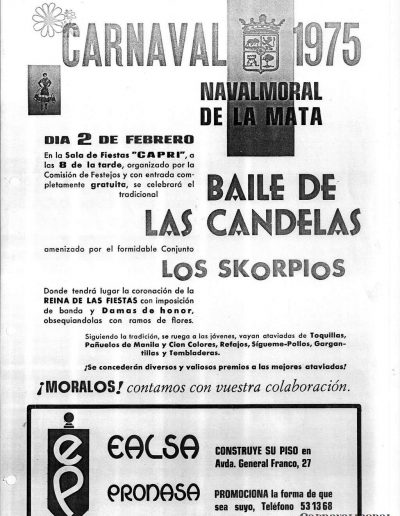 CARNAVAL 1975
NAVALMORAL
DE LA MATA
DIA 2 DE FEBRERO
En la Sala de Fiestas "CAPRI", a
las 8 de la tarde, organizado por la
Comisión de Festejos y con entrada com-
pletamente gratuita, se celebrará el
tradicional
BAILE DE
LAS CANDELAS
amenizado por el formidable Conjunto
LOS SKORPIOS
Donde tendrá lugar la coronación de la
REINA DE LAS FIESTAS con imposición
de banda y Damas de honor,
obsequiandolas con ramos de flores.
Siguiendo la tradición, se ruega a las jóvenes, vayan ataviadas de Toquillas,
Pañuelos de Manila y Cien Colores, Refajos, Sígueme-Pollos, Gargan-
tillas y Tembladeras.
¡Se concederán diversos y valiosos premios a las mejores ataviadas!
¡MORALOS! contamos con vuestra colaboración.
ep
EALSA
PRONASA
CONSTRUYE SU PISO en
Avda. General Franco, 27
PROMOCIONA la forma de que
sea suyo, Teléfono 53 13 68